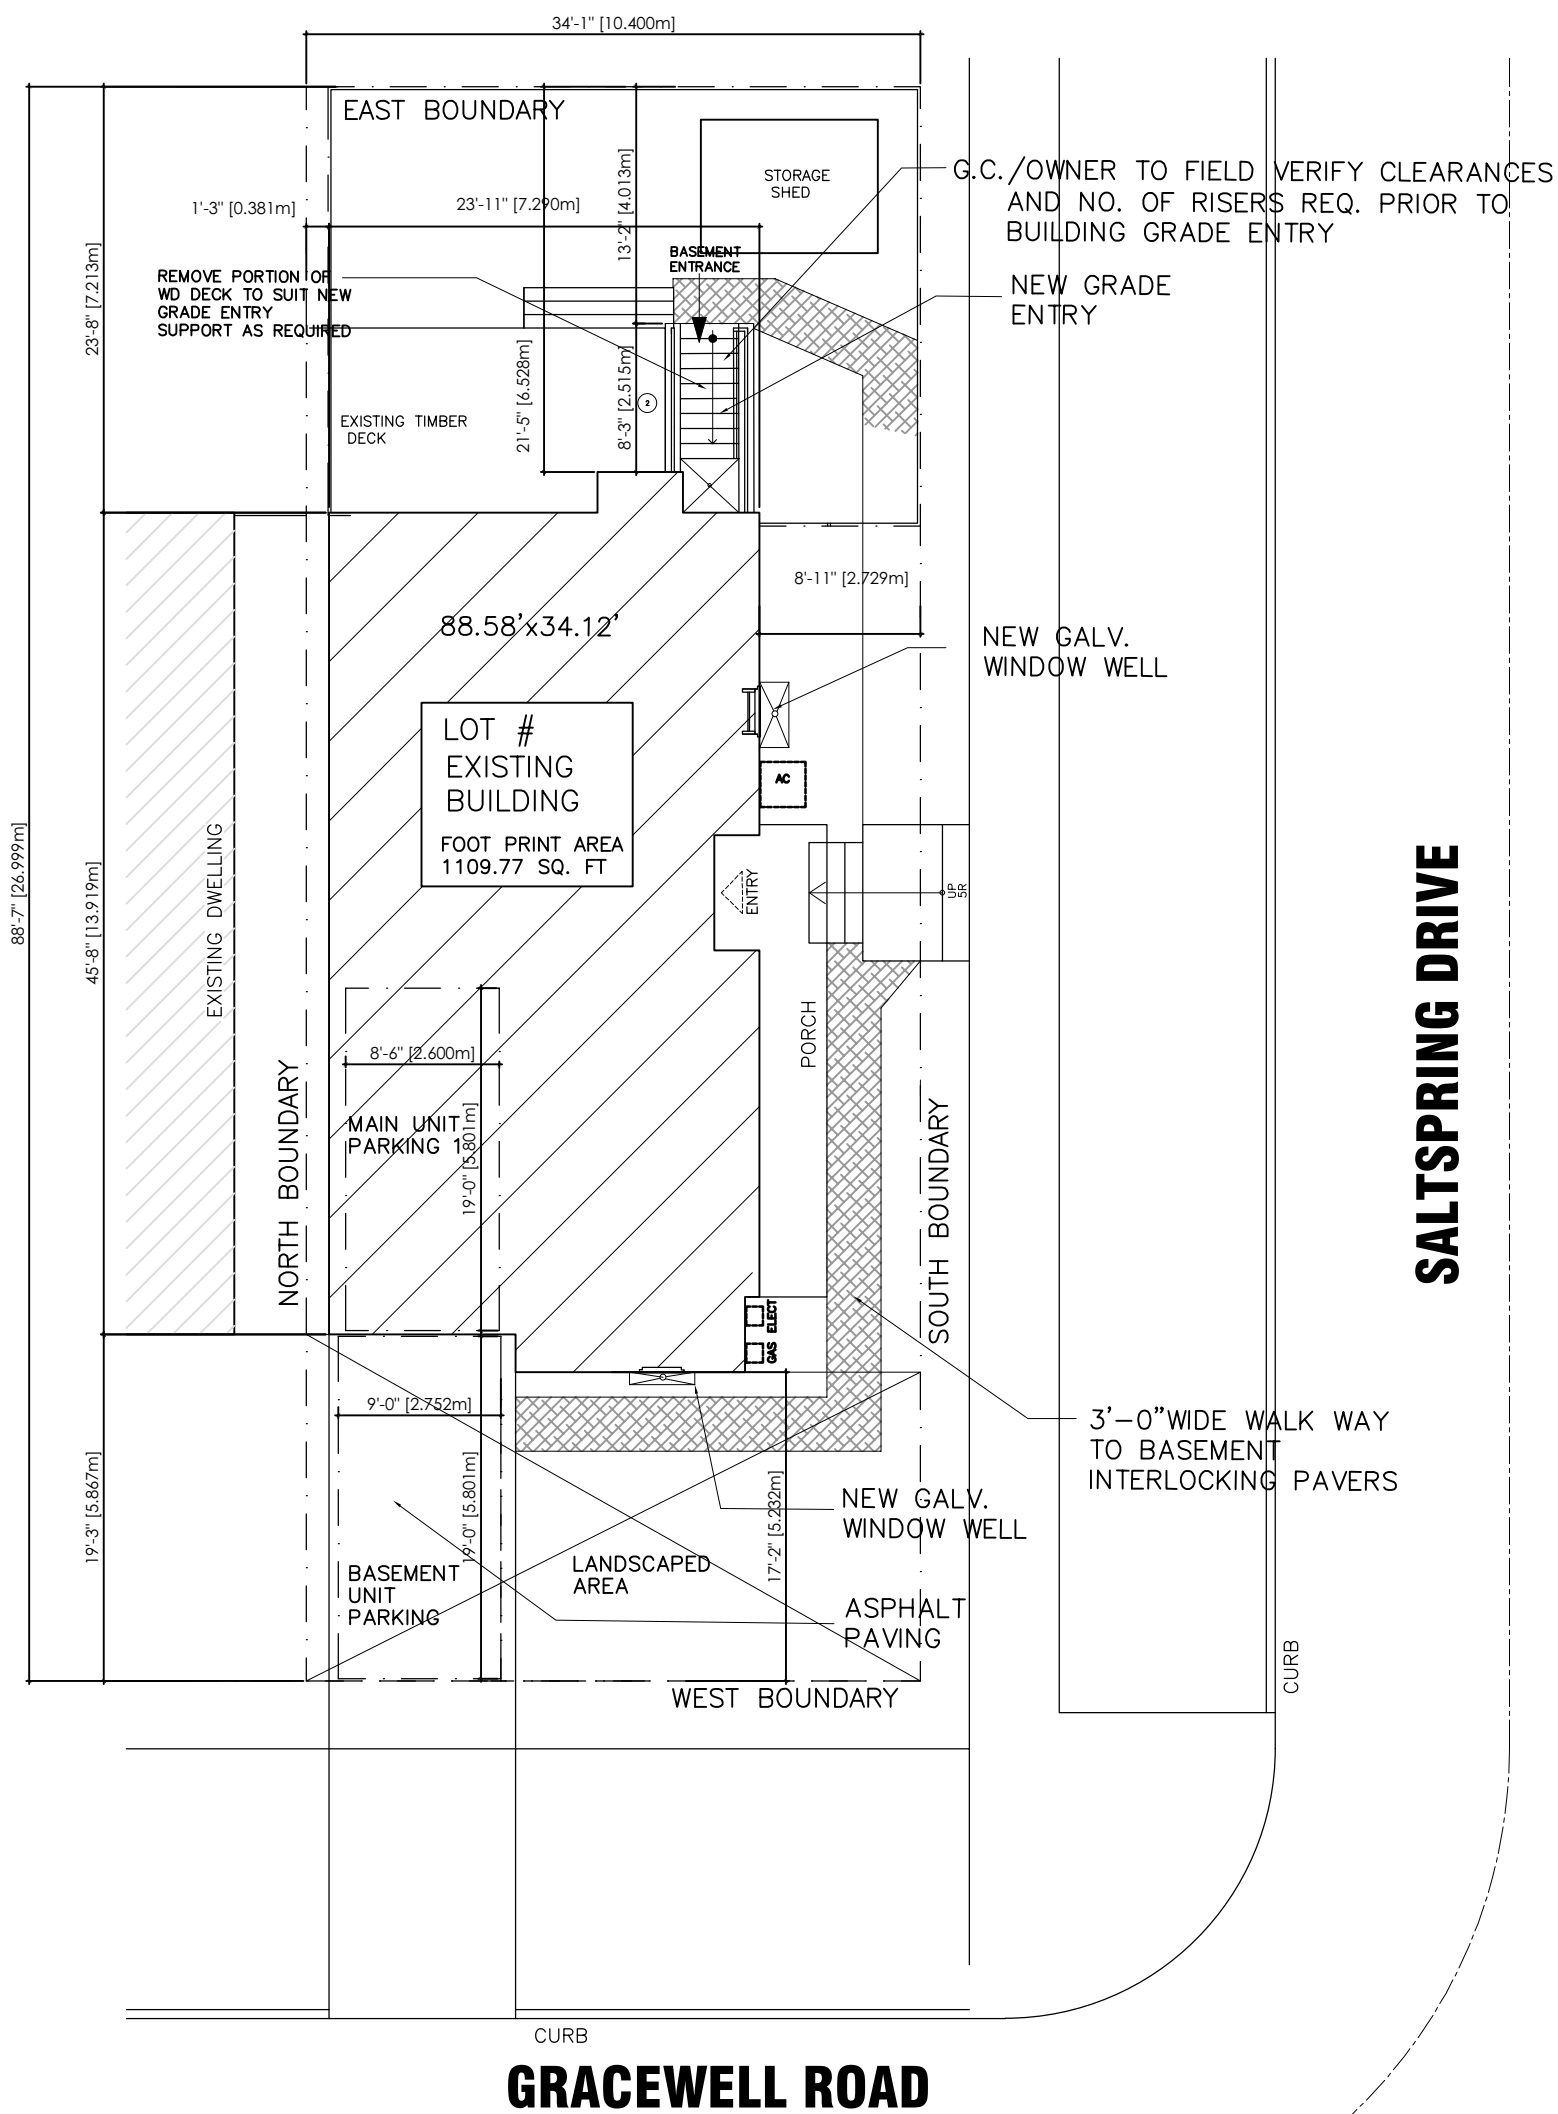 34'-1" [10.400m]
EAST BOUNDARY
STORAGE
SHED
G.C./OWNER TO FIELD VERIFY CLEARANCES
AND NO. OF RISERS REQ. PRIOR TO
BUILDING GRADE ENTRY
1'-3" [0.381m]
23'-11" [7.290m]
13'-2" [4.013m]
23'-8" [7.213m]
BASEMENT
ENTRANCE
REMOVE PORTION OF
WD DECK TO SUIT NEW
GRADE ENTRY
SUPPORT AS REQUIRED
NEW GRADE
ENTRY
21'-5" [6.528m]
8'-3" [2.515m]
2
EXISTING TIMBER
DECK
8'-11" [2.729m]
88.58'x34.12'
NEW GALV.
WINDOW WELL
LOT #
EXISTING
BUILDING
FOOT PRINT AREA
1109.77 SQ. FT
AC
ENTRY
UP
5R
88'-7" [26.999m]
45'-8" [13.919m]
EXISTING DWELLING
SALTSPRING DRIVE
PORCH
8'-6" [2.600m]
MAIN UNIT
PARKING 1
19'-0" [5.801m]
NORTH BOUNDARY
SOUTH BOUNDARY
ELECT
GAS
9'-0" [2.752m]
3'-0"WIDE WALK WAY
TO BASEMENT
INTERLOCKING PAVERS
19'-3" [5.867m]
19'-0" [5.801m]
17'-2" [5.232m]
NEW GALV.
WINDOW WELL
BASEMENT
UNIT
PARKING
LANDSCAPED
AREA
ASPHALT
PAVING
CURB
WEST BOUNDARY
CURB
GRACEWELL ROAD